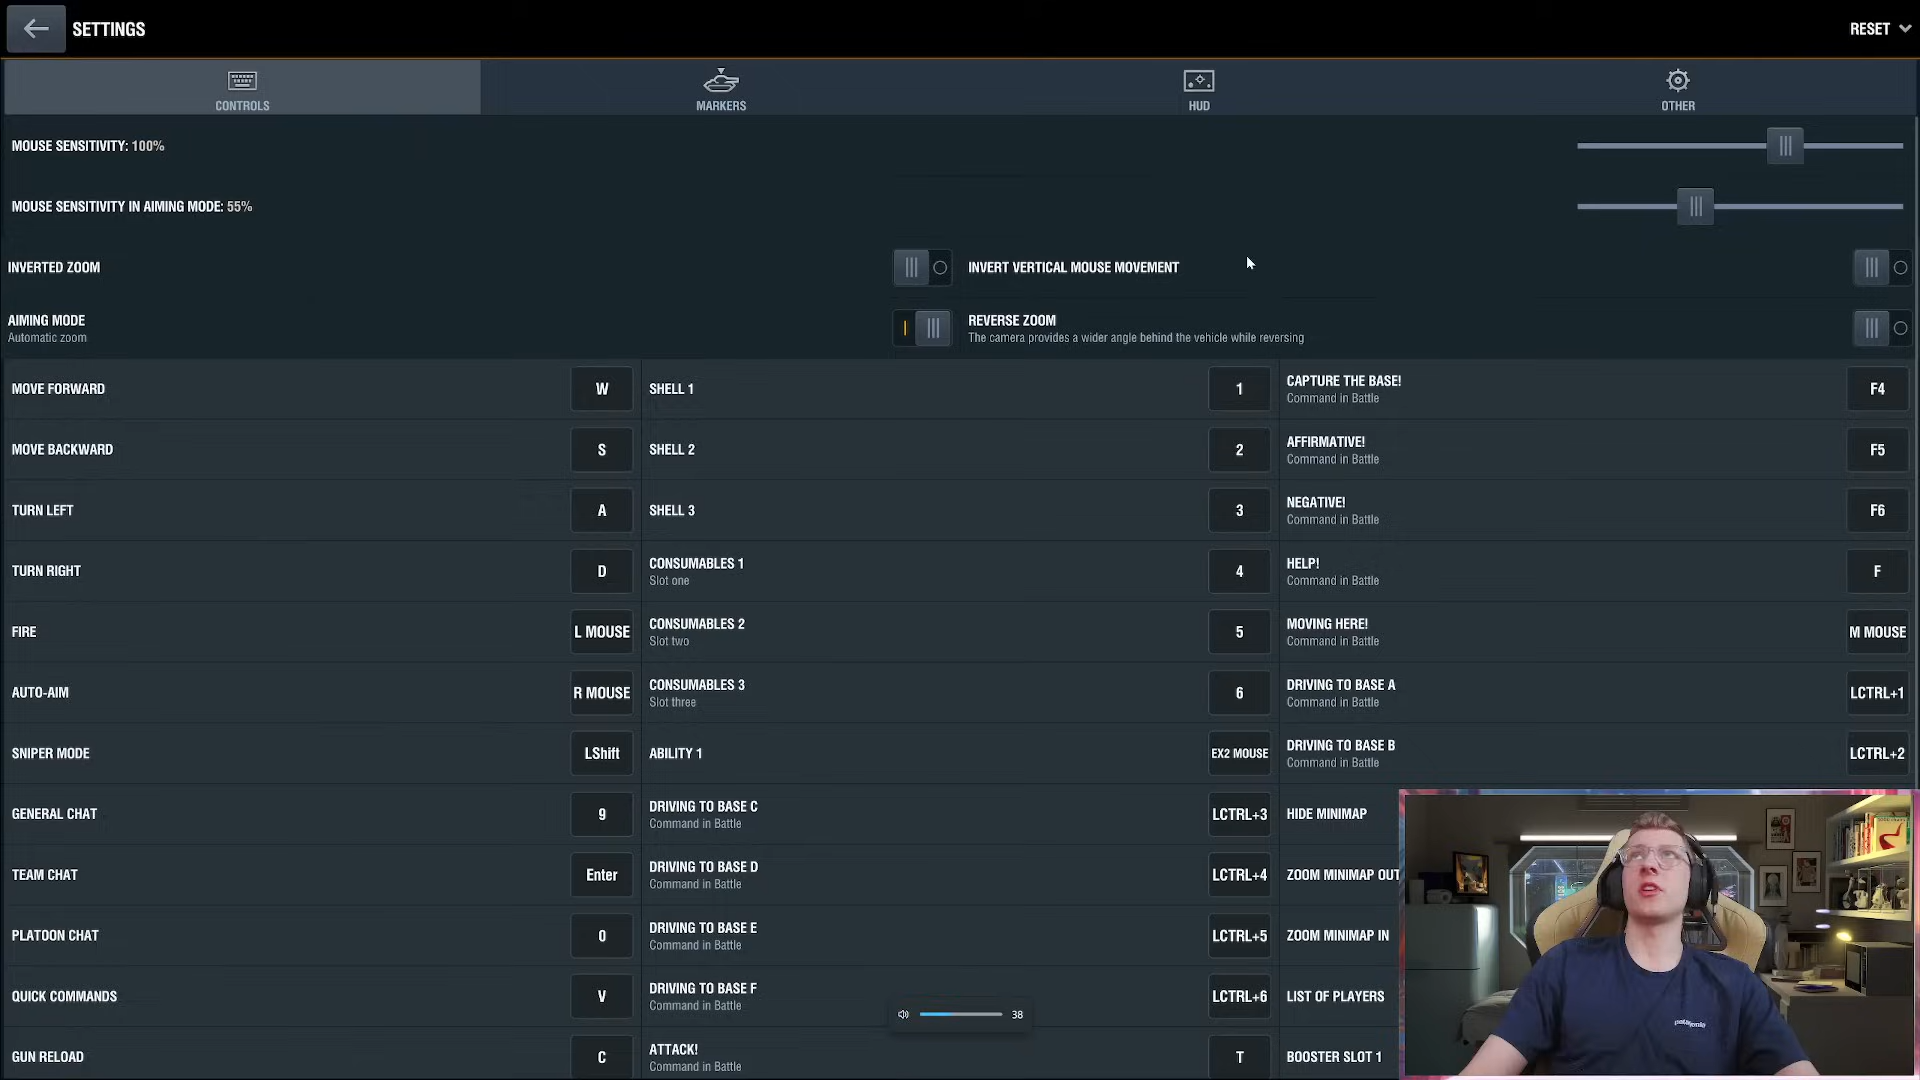 SETTINGS
RESET
CONTROLS
MARKERS
HUD
OTHER
MOUSE SENSITIVITY: 100%
MOUSE SENSITIVITY IN AIMING MODE: 55%
INVERTED ZOOM
INVERT VERTICAL MOUSE MOVEMENT
AIMING MODE
Automatic zoom
REVERSE ZOOM
The camera provides a wider angle behind the vehicle while reversing
MOVE FORWARD
W
SHELL 1
1
CAPTURE THE BASE!
Command in Battle
F4
MOVE BACKWARD
S
SHELL 2
2
AFFIRMATIVE!
Command in Battle
F5
TURN LEFT
A
SHELL 3
3
NEGATIVE!
Command in Battle
F6
TURN RIGHT
D
CONSUMABLES 1
Slot one
4
HELP!
Command in Battle
F
FIRE
L MOUSE
CONSUMABLES 2
Slot two
5
MOVING HERE!
Command in Battle
M MOUSE
AUTO-AIM
R MOUSE
CONSUMABLES 3
Slot three
6
DRIVING TO BASE A
Command in Battle
LCTRL+1
SNIPER MODE
LShift
ABILITY 1
EX2 MOUSE
DRIVING TO BASE B
Command in Battle
LCTRL+2
GENERAL CHAT
9
DRIVING TO BASE C
Command in Battle
LCTRL+3
HIDE MINIMAP
TEAM CHAT
Enter
DRIVING TO BASE D
Command in Battle
LCTRL+4
ZOOM MINIMAP OUT
PLATOON CHAT
0
DRIVING TO BASE E
Command in Battle
LCTRL+5
ZOOM MINIMAP IN
QUICK COMMANDS
V
DRIVING TO BASE F
Command in Battle
LCTRL+6
LIST OF PLAYERS
38
GUN RELOAD
C
ATTACK!
Command in Battle
T
BOOSTER SLOT 1
patagonia